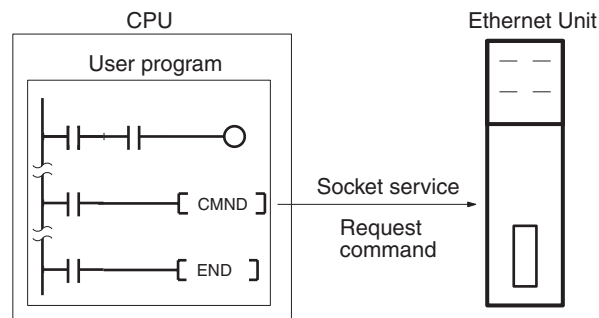 CPU
Ethernet Unit
User program
CMND
END
Socket service
Request
command